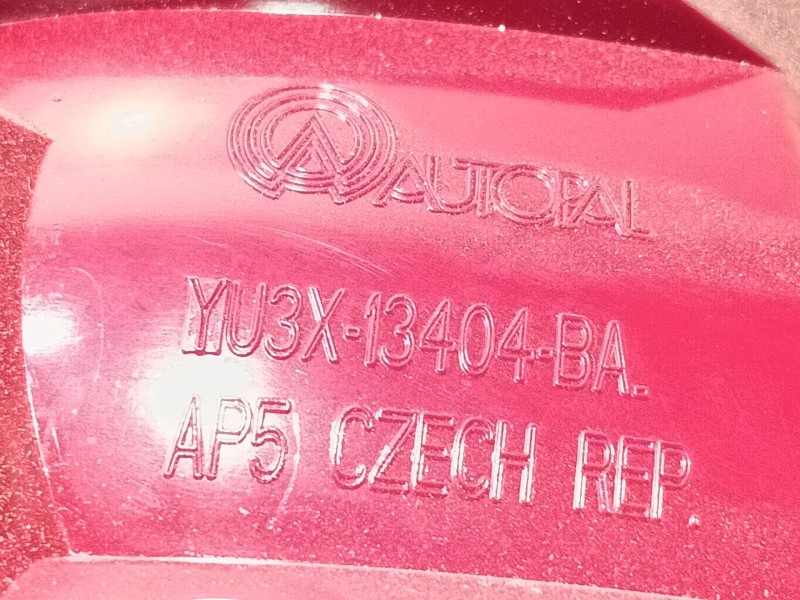 AUTOPAL
YU3X-13404-BA.
AP5 CZECH REP.